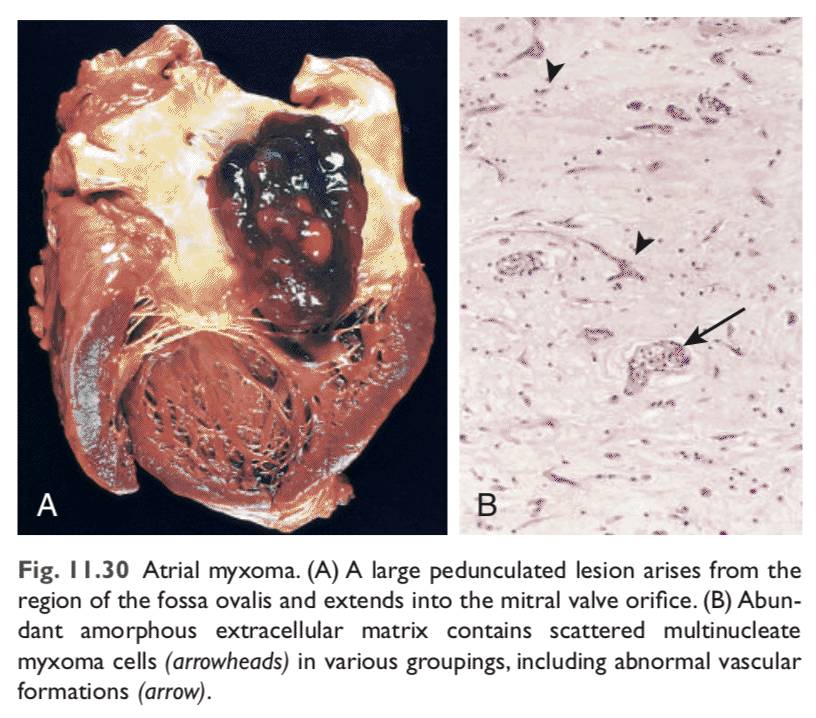 A
B
Fig. 11.30 Atrial myxoma. (A) A large pedunculated lesion arises from the
region of the fossa ovalis and extends into the mitral valve orifice. (B) Abun-
dant amorphous extracellular matrix contains scattered multinucleate
myxoma cells (arrowheads) in various groupings, including abnormal vascular
formations (arrow).